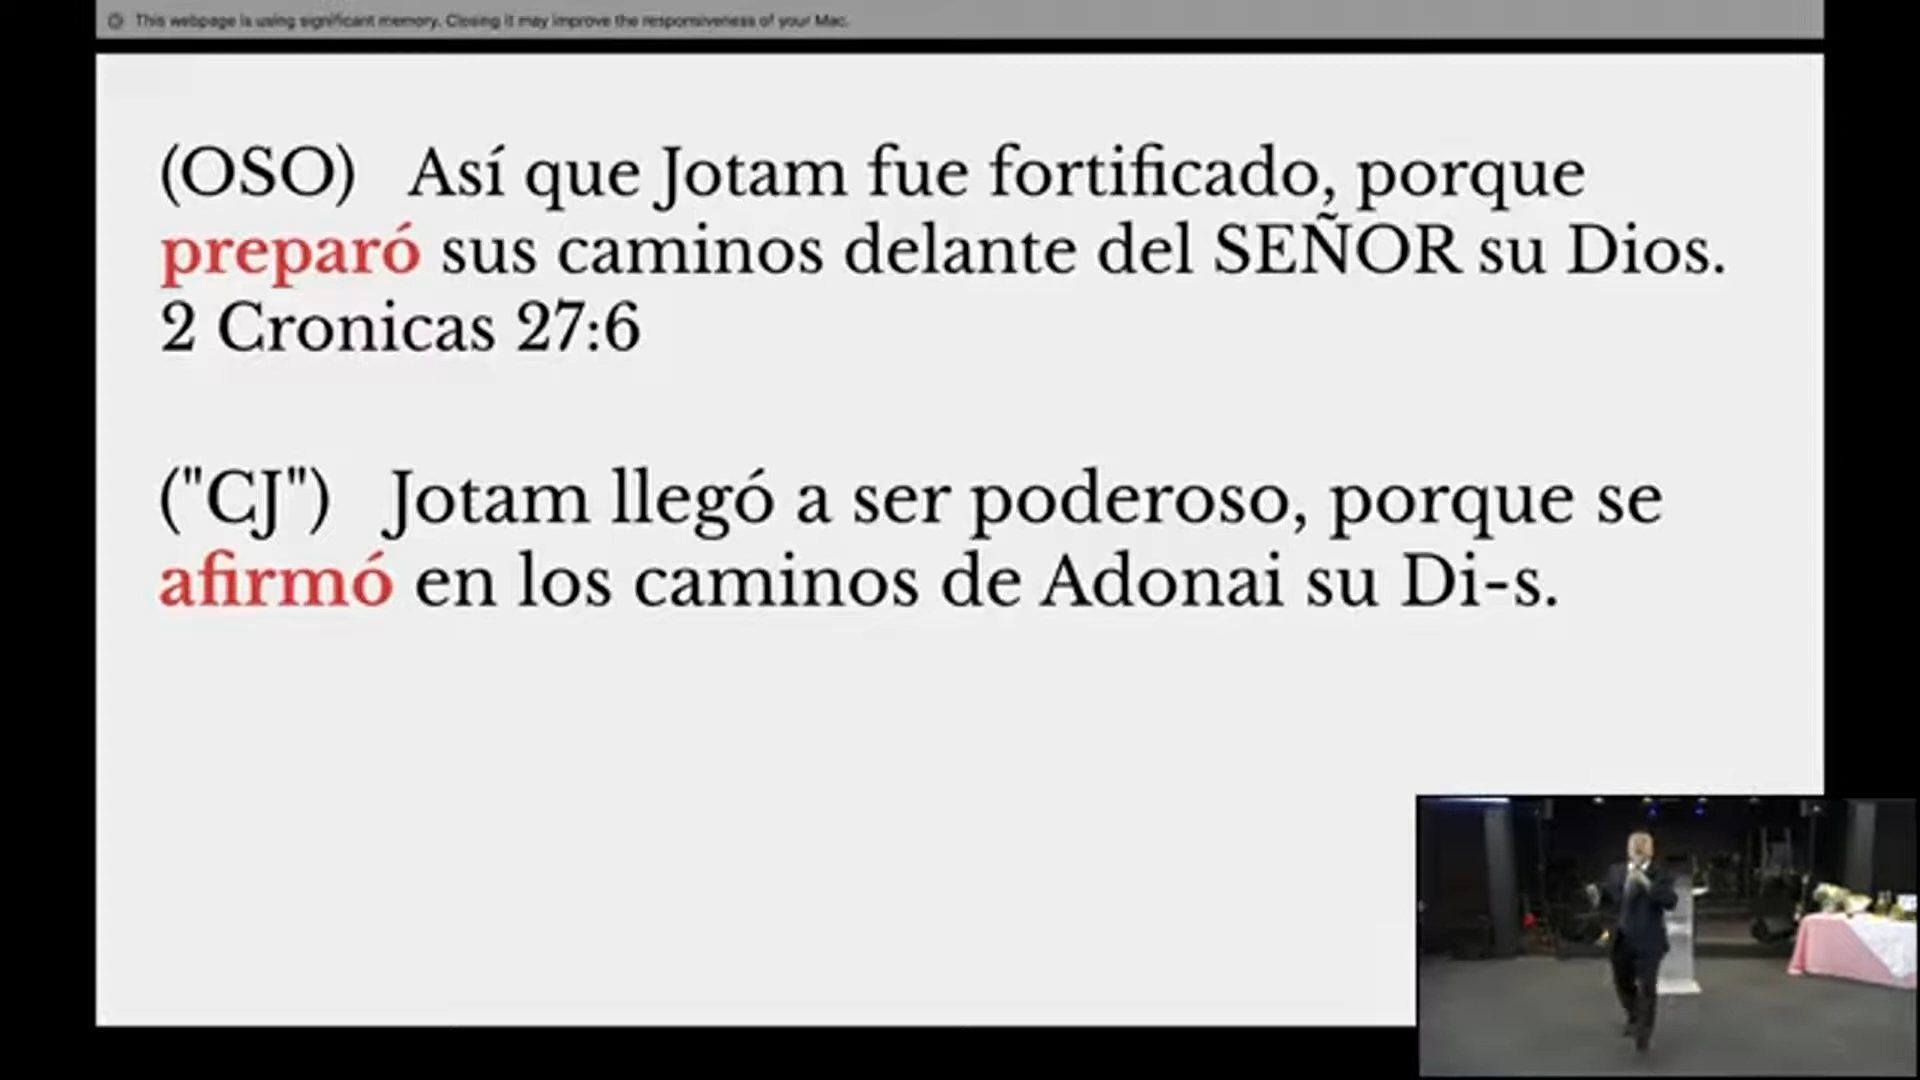 This webpage is using significant memory. Closing it may improve the responsiveness of your Mac.
(OSO) Así que Jotam fue fortificado, porque
preparó sus caminos delante del SEÑOR su Dios.
2 Cronicas 27:6
("CJ") Jotam llegó a ser poderoso, porque se
afirmó en los caminos de Adonai su Di-s.